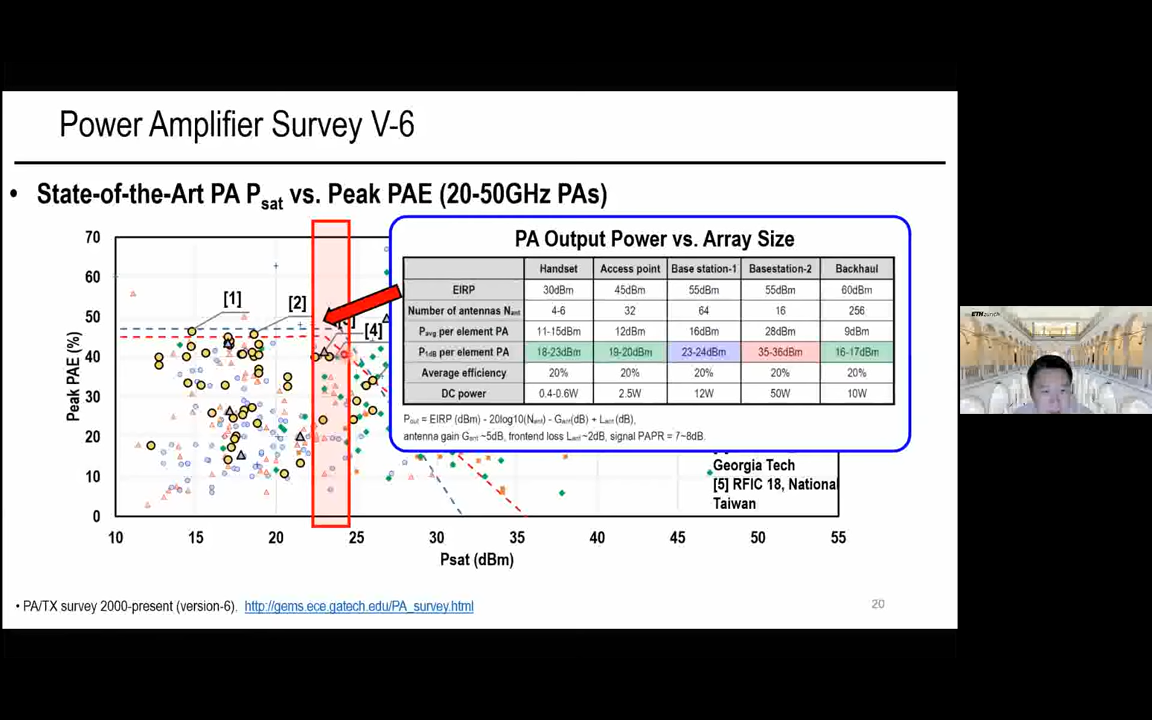 Power Amplifier Survey V-6
• State-of-the-Art PA Psat vs. Peak PAE (20-50GHz PAs)
PA Output Power vs. Array Size
Handset Access point Base station-1 Basestation-2 Backhaul
EIRP 30dBm 45dBm 55dBm 55dBm 60dBm
Number of antennas Nant 4-6 32 64 16 256
Pavg per element PA 11-15dBm 12dBm 16dBm 28dBm 9dBm
P1dB per element PA 18-23dBm 19-20dBm 23-24dBm 35-36dBm 16-17dBm
Average efficiency 20% 20% 20% 20% 20%
DC power 0.4-0.6W 2.5W 12W 50W 10W
Pout = EIRP (dBm) - 20log10(Nant) - Gant(dB) + Lant (dB),
antenna gain Gant ~5dB, frontend loss Lant ~2dB, signal PAPR = 7~8dB.
Peak PAE (%)
70
60
50
40
30
20
10
0
[1]
[2]
[4]
Georgia Tech
[5] RFIC 18, National
Taiwan
10 15 20 25 30 35 40 45 50 55
Psat (dBm)
• PA/TX survey 2000-present (version-6). http://gems.ece.gatech.edu/PA_survey.html
20
ETH zürich